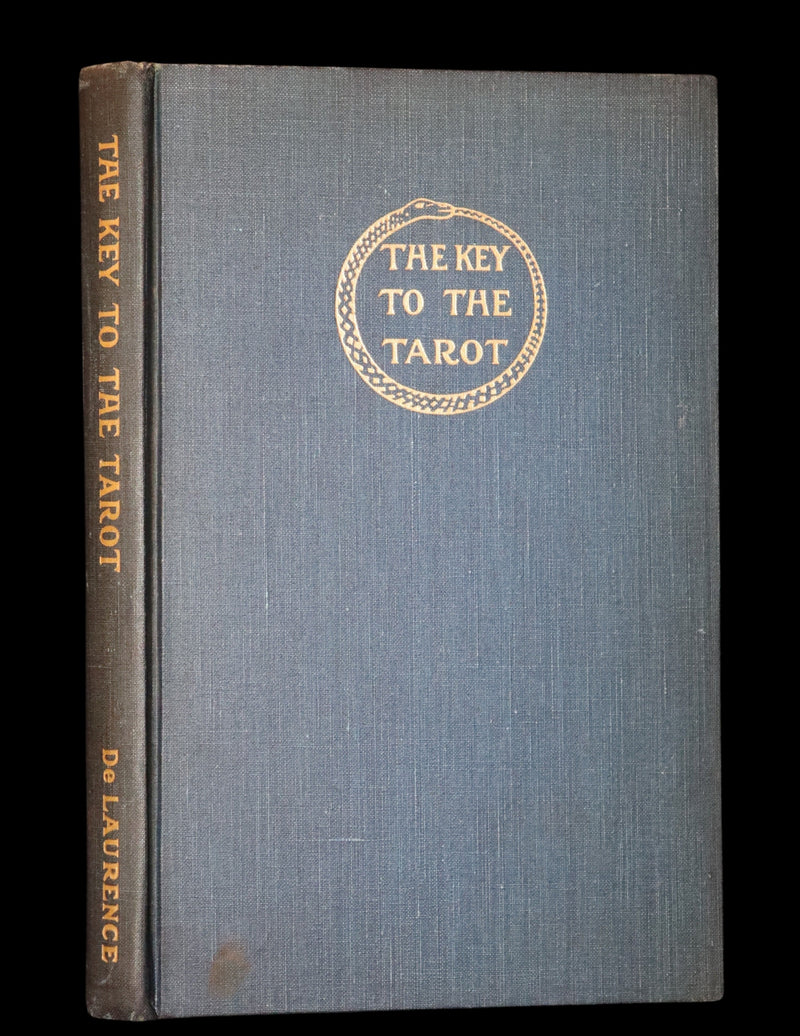 THE KEY TO THE TAROT
De LAURENCE
THE KEY
TO THE
TAROT